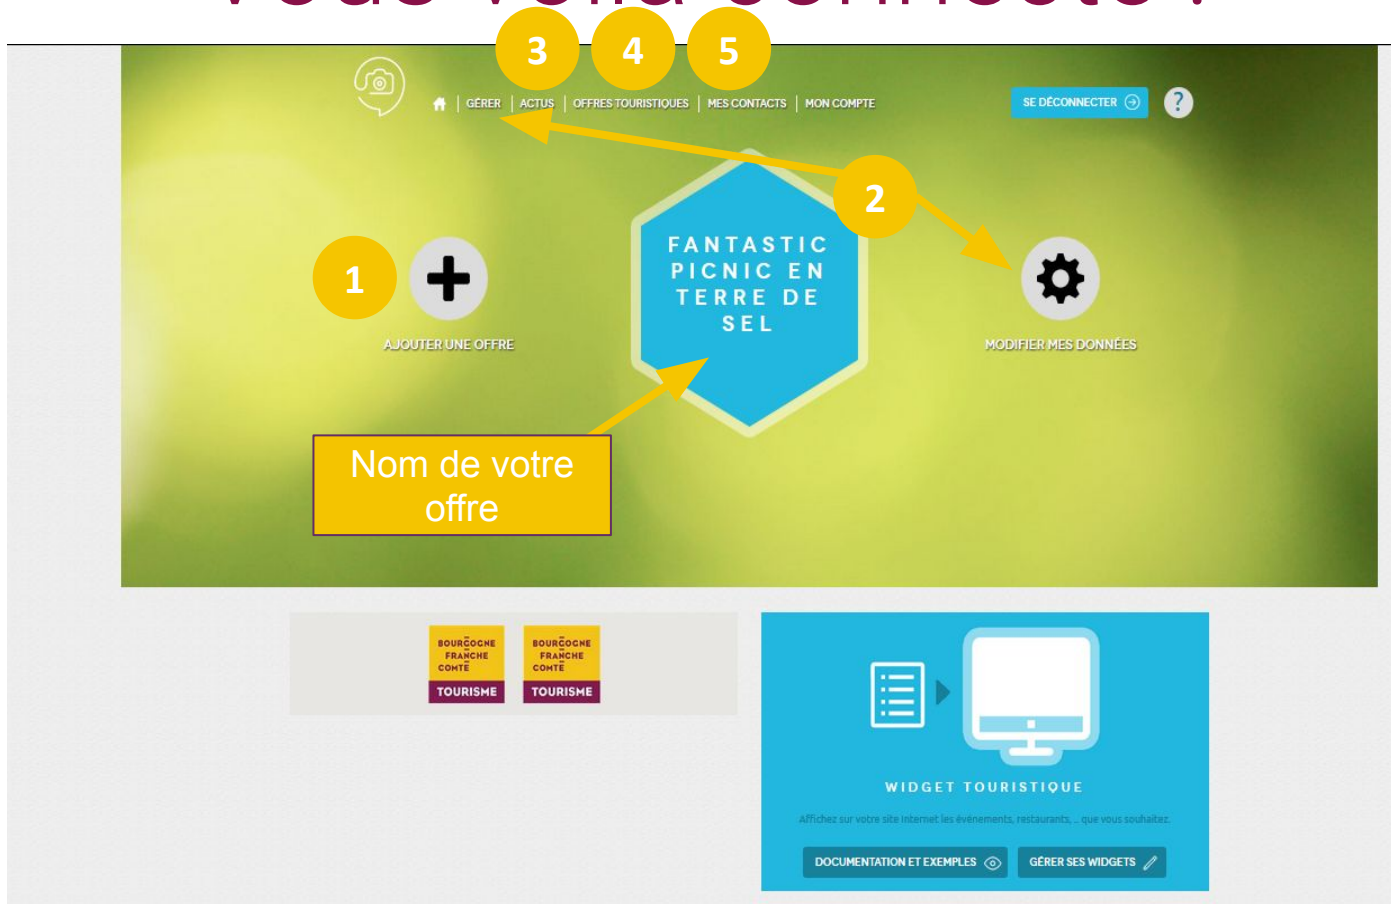 Vous voilà connecté !
3 4 5
GÉRER | ACTUS | OFFRES TOURISTIQUES | MES CONTACTS | MON COMPTE
SE DÉCONNECTER
?
2
FANTASTIC
PICNIC EN
TERRE DE
SEL
1
AJOUTER UNE OFFRE
MODIFIER MES DONNÉES
Nom de votre
offre
BOURGOGNE
FRANCHE
COMTÉ
TOURISME
BOURGOGNE
FRANCHE
COMTÉ
TOURISME
WIDGET TOURISTIQUE
Affichez sur votre site Internet les événements, restaurants, ... que vous souhaitez.
DOCUMENTATION ET EXEMPLES
GÉRER SES WIDGETS